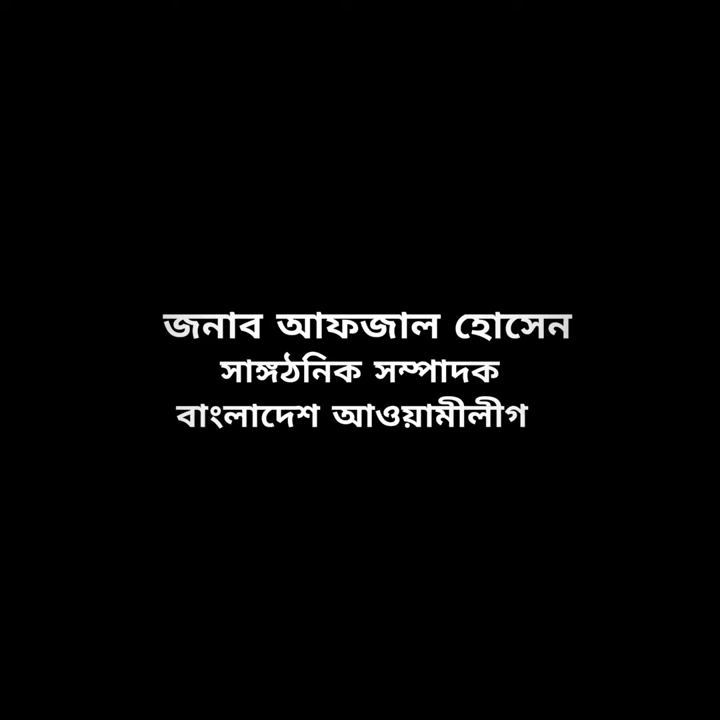 জনাব আফজাল হোসেন
সাঙ্গঠনিক সম্পাদক
বাংলাদেশ আওয়ামীলীগ